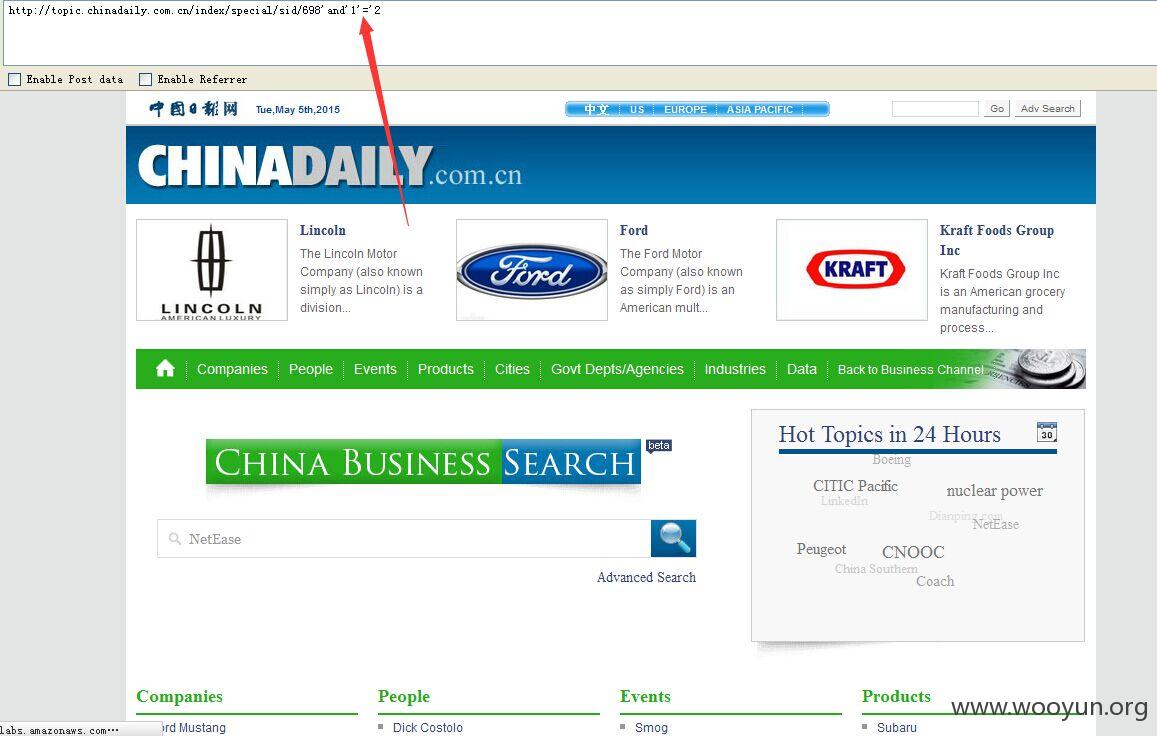 http://topic.chinadaily.com.cn/index/special/sid/698'and'1'='2
Enable Post data Enable Referrer
中国日報网 Tue,May 5th,2015 中文 US EUROPE ASIA PACIFIC Go Adv Search
CHINADAILY.com.cn
LINCOLN
AMERICAN LUXURY
Lincoln
The Lincoln Motor
Company (also known
simply as Lincoln) is a
division...
Ford
Ford
The Ford Motor
Company (also known
as simply Ford) is an
American mult...
KRAFT
Kraft Foods Group
Inc
Kraft Foods Group Inc
is an American grocery
manufacturing and
process...
Companies People Events Products Cities Govt Depts/Agencies Industries Data Back to Business Channel
CHINA BUSINESS SEARCH beta
NetEase
Advanced Search
Hot Topics in 24 Hours 30
Boeing
CITIC Pacific
nuclear power
LinkedIn
Dianping.com
NetEase
Peugeot
CNOOC
China Southern
Coach
Companies People Events Products
ord Mustang Dick Costolo Smog Subaru
labs.amazonaws.com...
www.wooyun.org